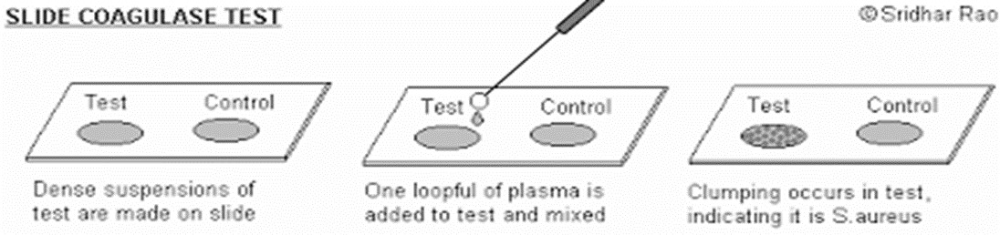 SLIDE COAGULASE TEST
©Sridhar Rao
Test Control
Test Control
Test Control
Dense suspensions of
test are made on slide
One loopful of plasma is
added to test and mixed
Clumping occurs in test,
indicating it is S.aureus